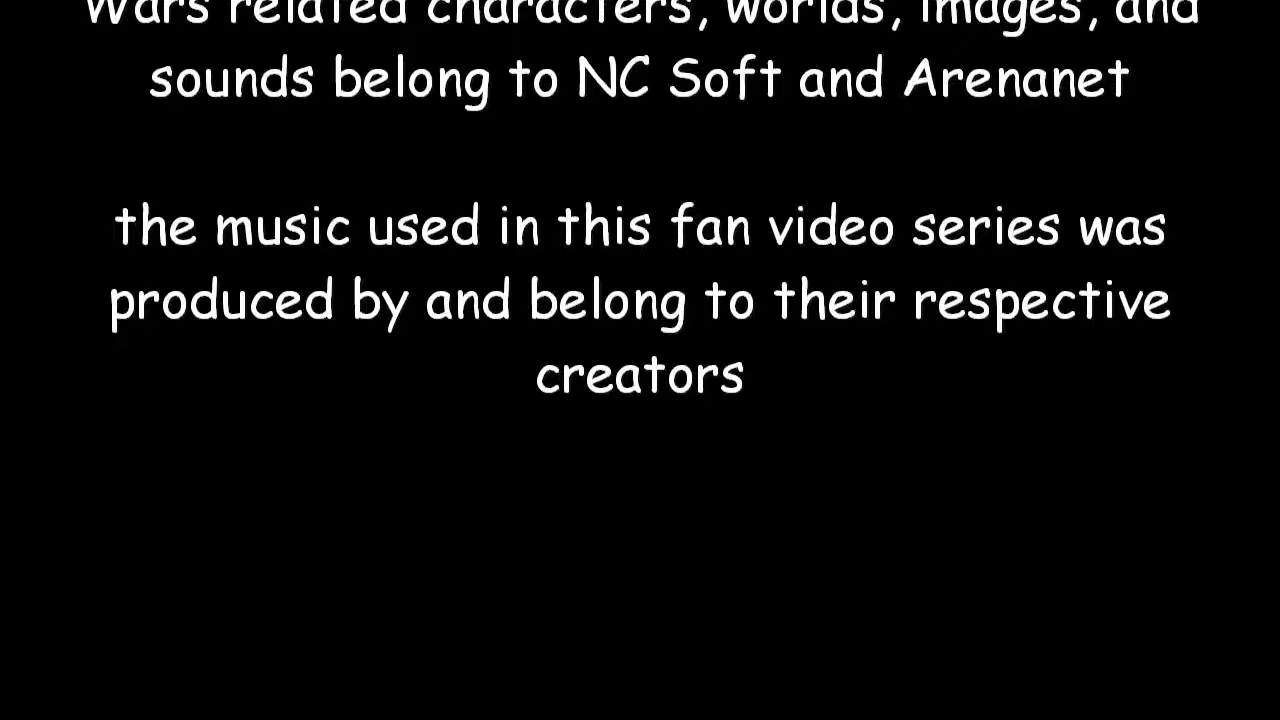 Wars related characters, worlds, images, and
sounds belong to NC Soft and Arenanet
the music used in this fan video series was
produced by and belong to their respective
creators